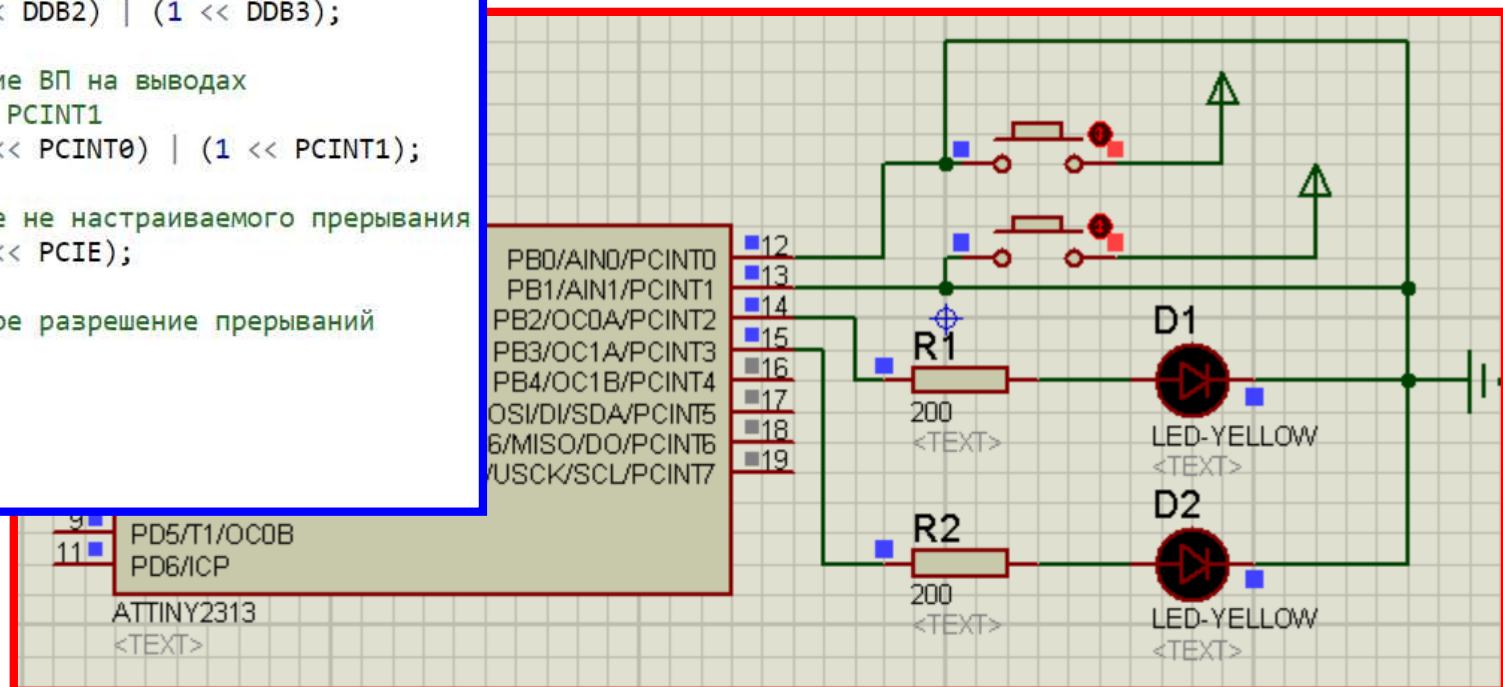 DDB2) | (1 << DDB3);
ие ВП на выводах
PCINT1
<< PCINT0) | (1 << PCINT1);
е не настраиваемого прерывания
<< PCIE);
ое разрешение прерываний
PB0/AIN0/PCINT0
12
PB1/AIN1/PCINT1
13
PB2/OC0A/PCINT2
14
PB3/OC1A/PCINT3
15
PB4/OC1B/PCINT4
16
OSI/DI/SDA/PCINT5
17
6/MISO/DO/PCINT6
18
/USCK/SCL/PCINT7
19
9
PD5/T1/OC0B
11
PD6/ICP
ATTINY2313
<TEXT>
R1
200
<TEXT>
D1
LED-YELLOW
<TEXT>
R2
200
<TEXT>
D2
LED-YELLOW
<TEXT>